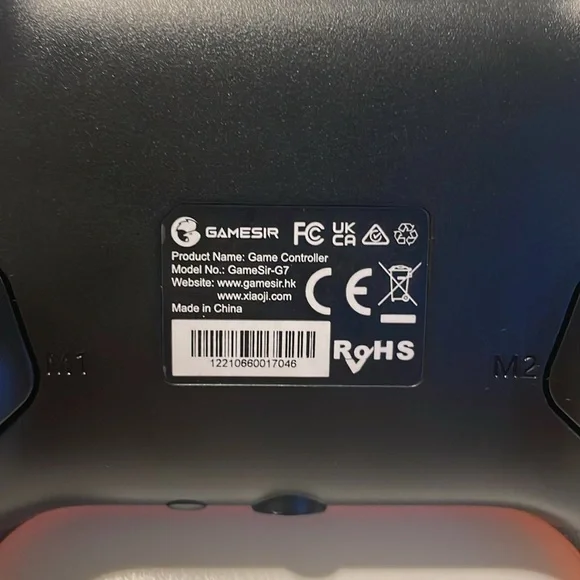 GAMESIR FC UK CA
Product Name: Game Controller
Model No.: GameSir-G7
Website: www.gamesir.hk
www.xiaoji.com
Made in China
CE
12210660017046
RoHS
M1
M2